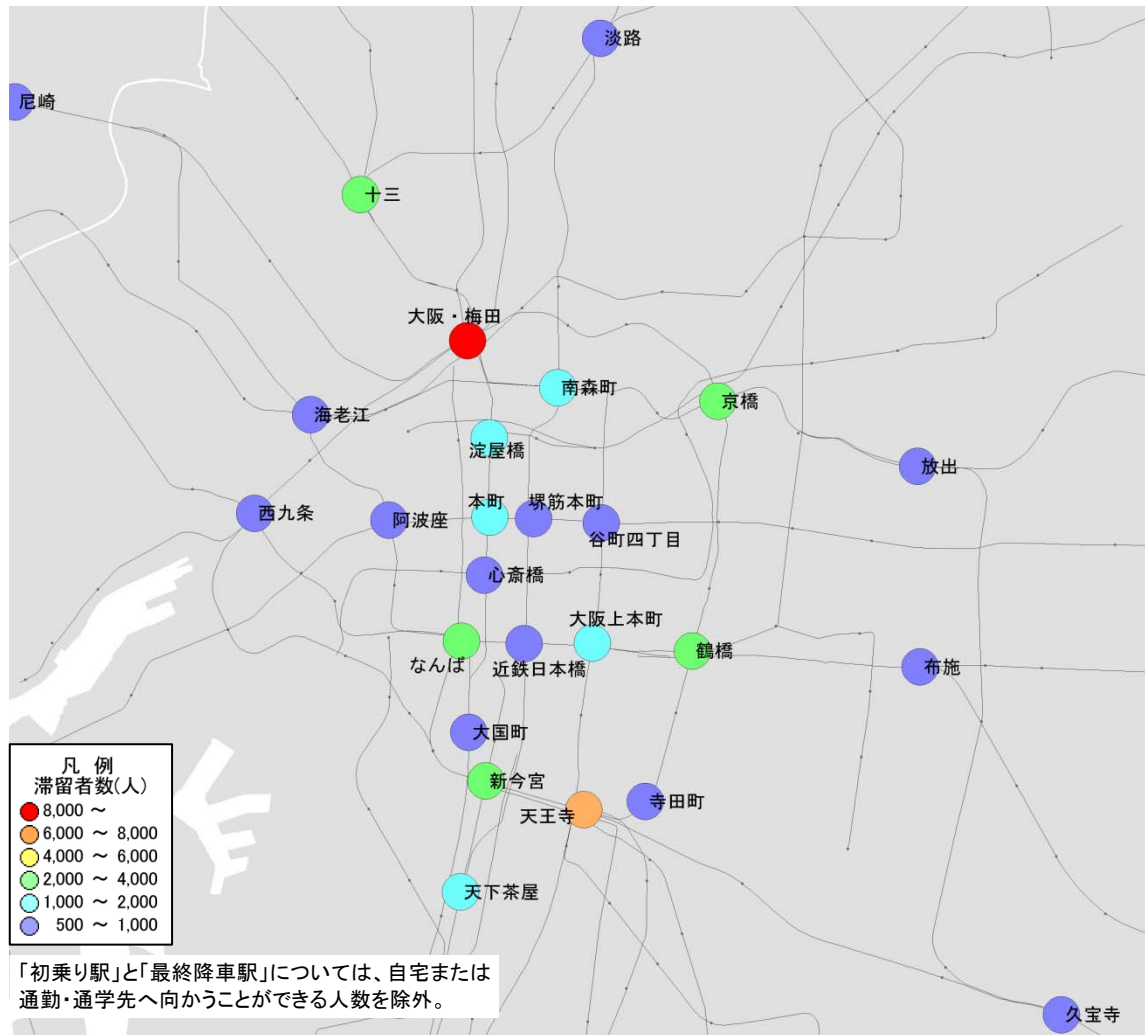 淡路
尼崎
十三
大阪・梅田
南森町
京橋
海老江
淀屋橋
放出
本町
堺筋本町
西九条
阿波座
谷町四丁目
心斎橋
大阪上本町
なんば
近鉄日本橋
鶴橋
布施
大国町
新今宮
寺田町
天王寺
天下茶屋
久宝寺
凡 例
滞留者数(人)
8,000 ～
6,000 ～ 8,000
4,000 ～ 6,000
2,000 ～ 4,000
1,000 ～ 2,000
500 ～ 1,000
「初乗り駅」と「最終降車駅」については、自宅または
通勤・通学先へ向かうことができる人数を除外。